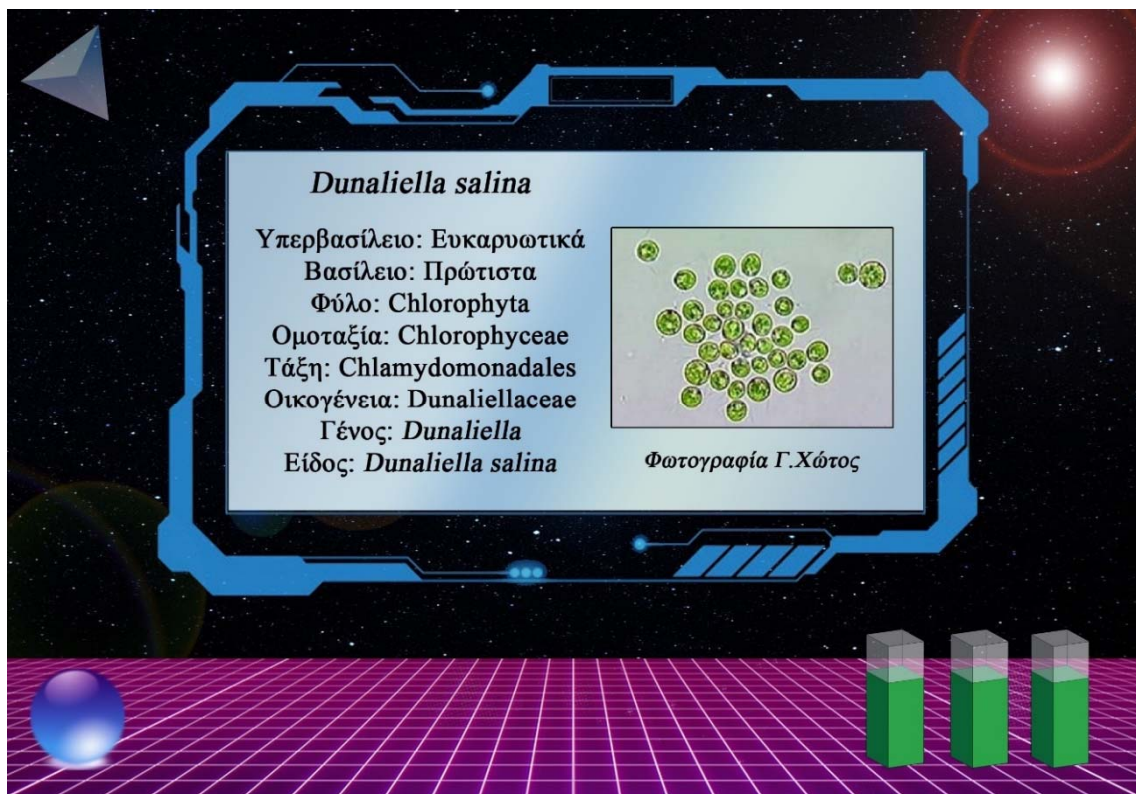 Dunaliella salina
Υπερβασίλειο: Ευκαρυωτικά
Βασίλειο: Πρώτιστα
Φύλο: Chlorophyta
Ομοταξία: Chlorophyceae
Τάξη: Chlamydomonadales
Οικογένεια: Dunaliellaceae
Γένος: Dunaliella
Είδος: Dunaliella salina
Φωτογραφία Γ.Χώτος